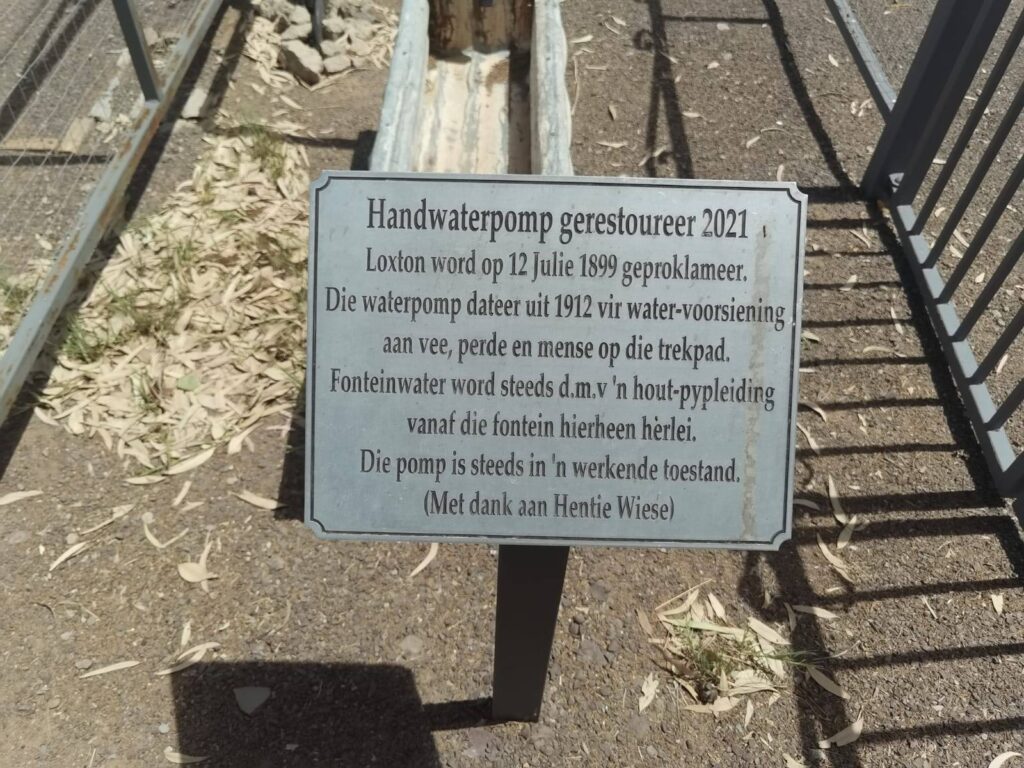 Handwaterpomp gerestoureer 2021
Loxton word op 12 Julie 1899 geproklameer.
Die waterpomp dateer uit 1912 vir water-voorsiening
aan vee, perde en mense op die trekpad.
Fonteinwater word steeds d.m.v 'n hout-pypleiding
vanaf die fontein hierheen hèrlei.
Die pomp is steeds in 'n werkende toestand.
(Met dank aan Hentie Wiese)